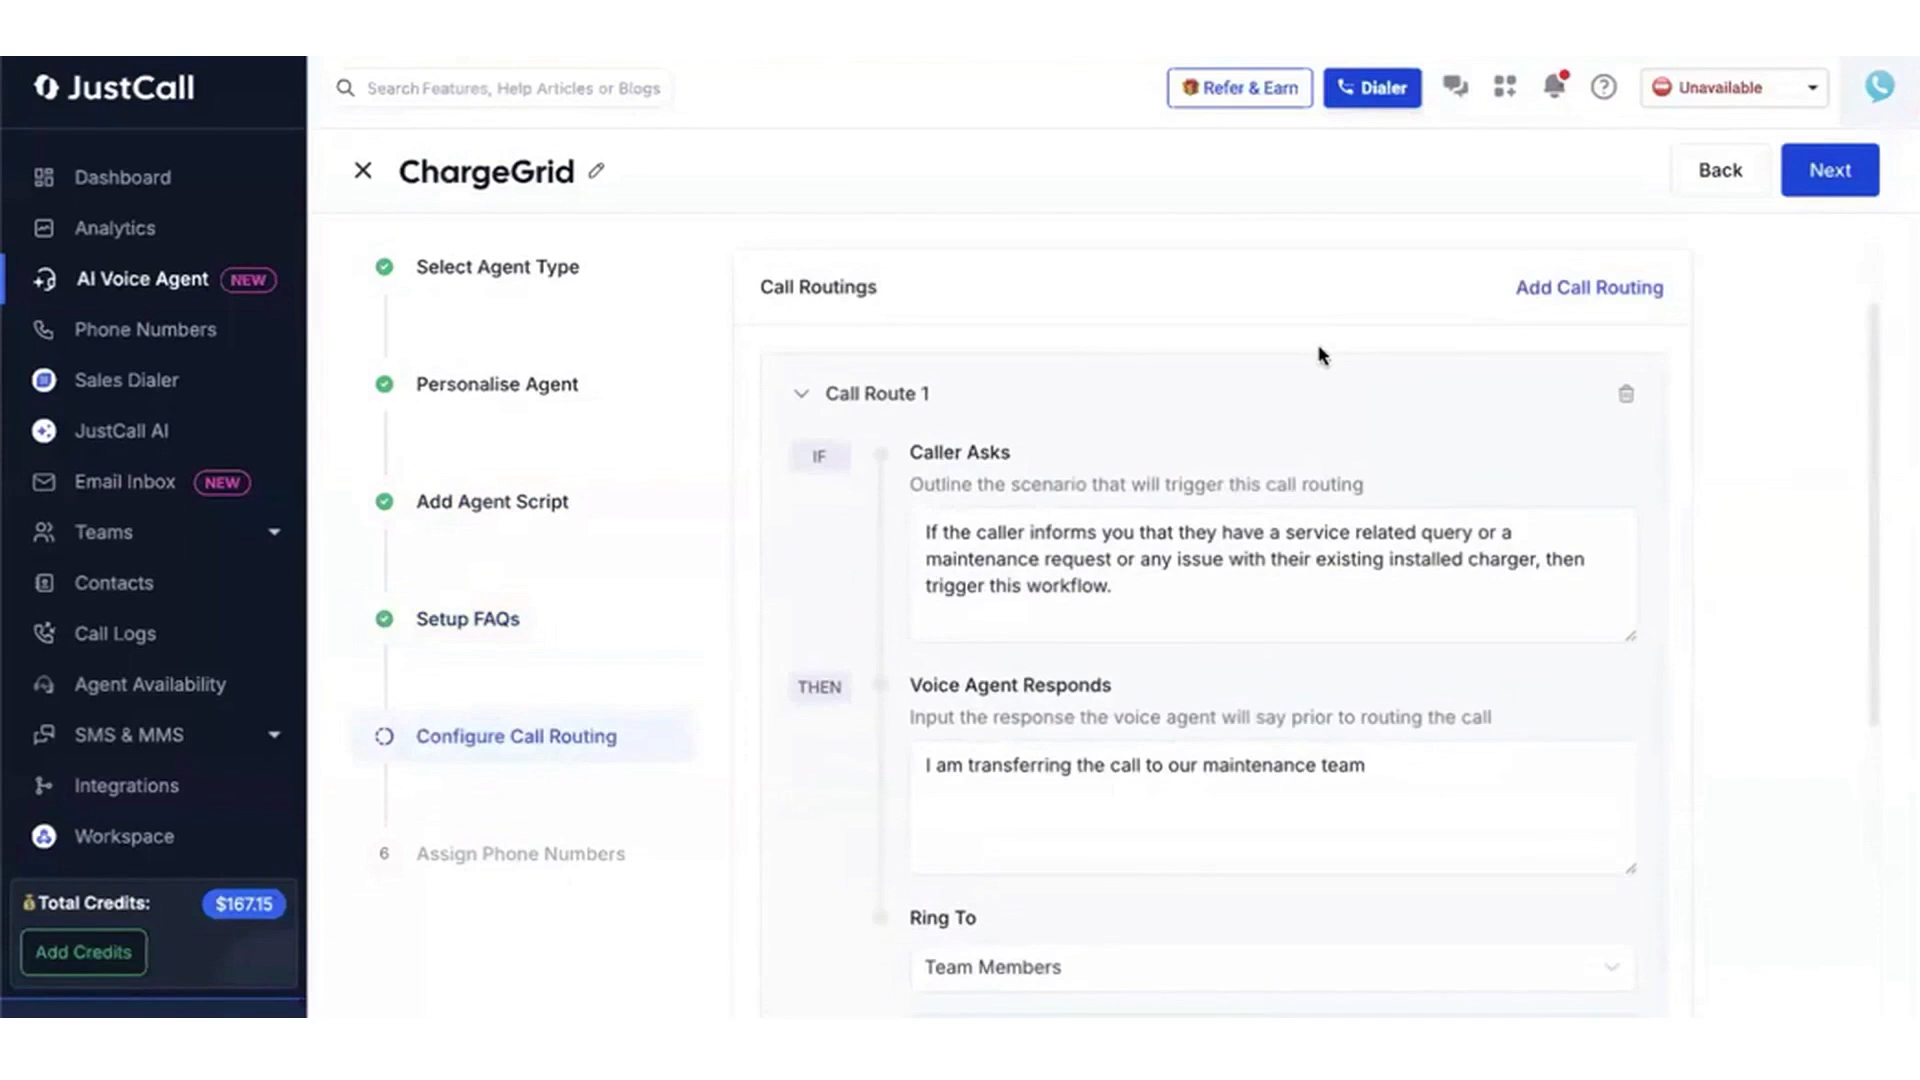 JustCall
Search Features, Help Articles or Blogs
Refer & Earn
Dialer
Unavailable
ChargeGrid
Back
Next
Dashboard
Analytics
AI Voice Agent NEW
Phone Numbers
Sales Dialer
JustCall AI
Email Inbox NEW
Teams
Contacts
Call Logs
Agent Availability
SMS & MMS
Integrations
Workspace
Total Credits: $167.15
Add Credits
Select Agent Type
Personalise Agent
Add Agent Script
Setup FAQs
Configure Call Routing
6 Assign Phone Numbers
Call Routings
Add Call Routing
Call Route 1
IF
Caller Asks
Outline the scenario that will trigger this call routing
If the caller informs you that they have a service related query or a
maintenance request or any issue with their existing installed charger, then
trigger this workflow.
THEN
Voice Agent Responds
Input the response the voice agent will say prior to routing the call
I am transferring the call to our maintenance team
Ring To
Team Members